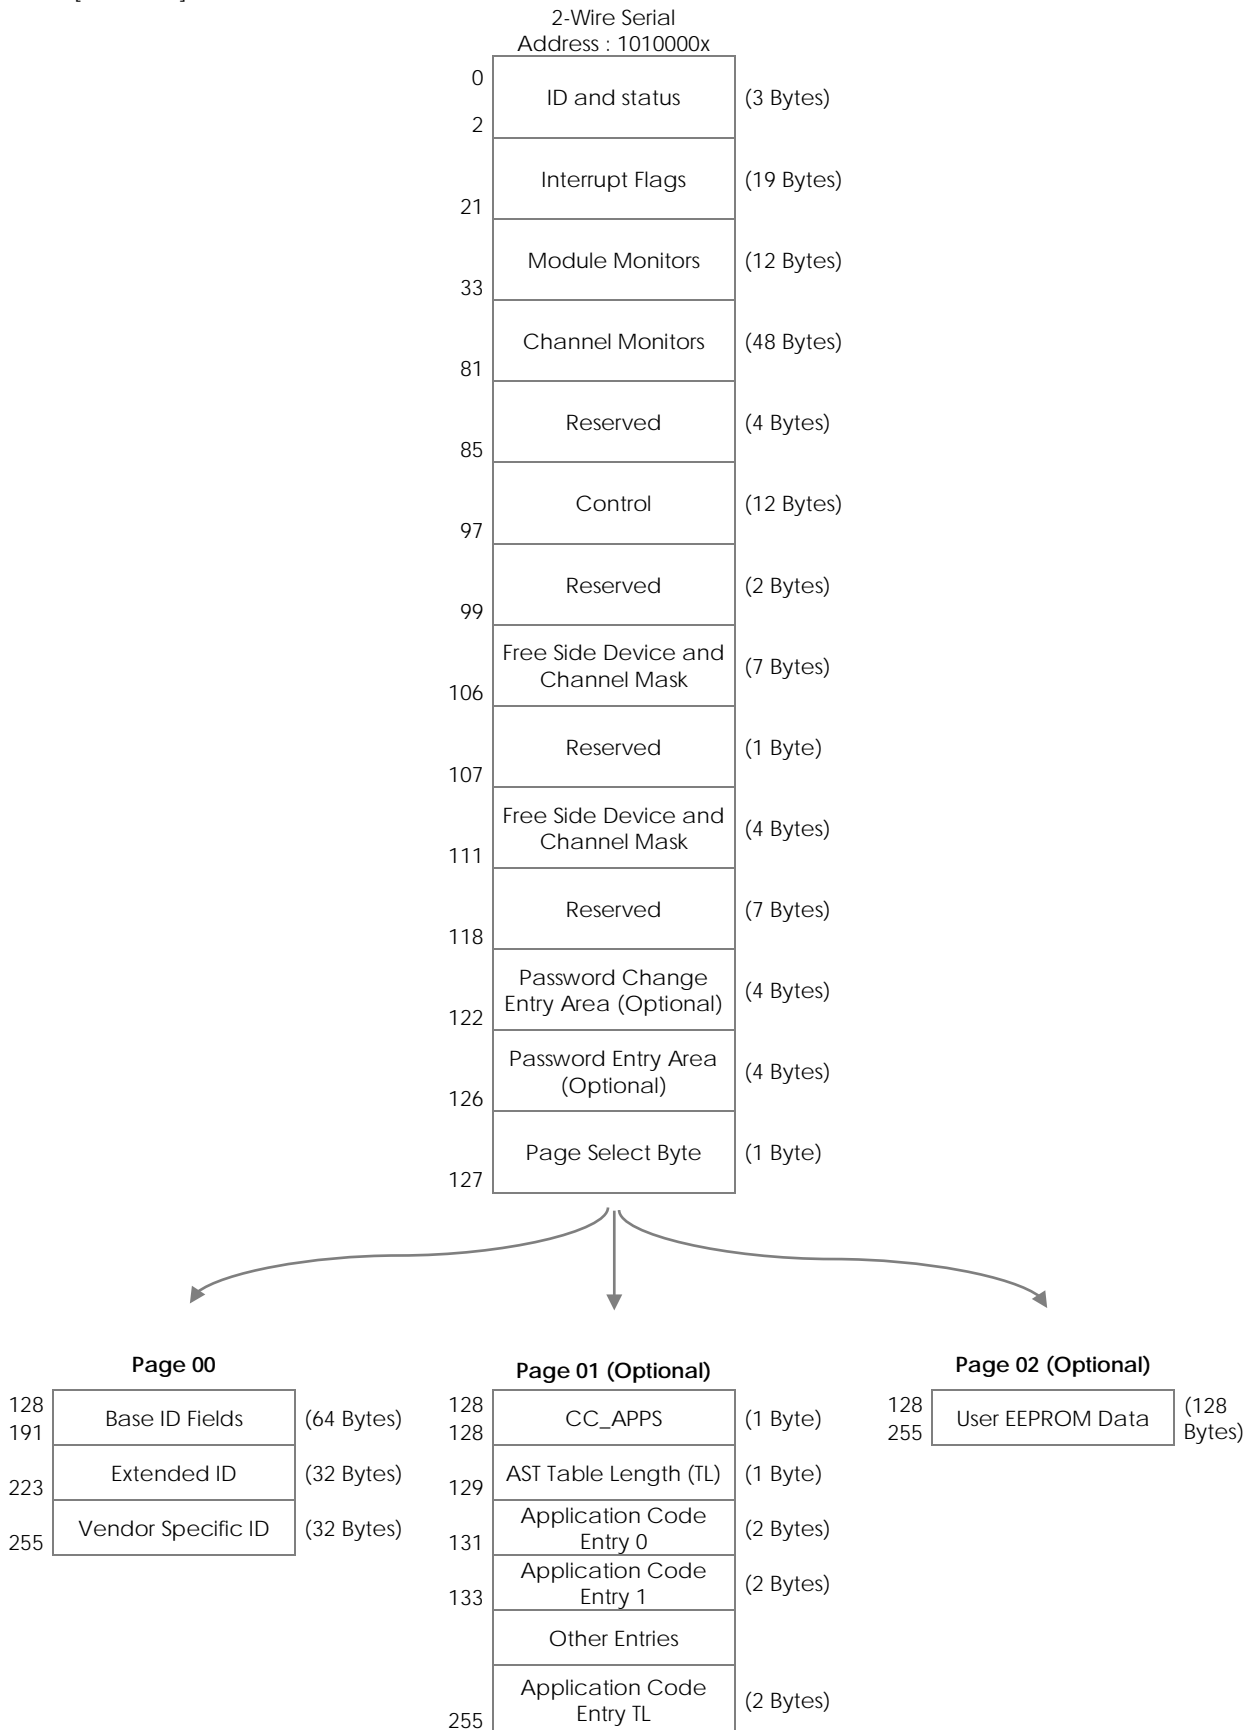 2-Wire Serial
Address : 1010000x
0
ID and status (3 Bytes)
2
Interrupt Flags (19 Bytes)
21
Module Monitors (12 Bytes)
33
Channel Monitors (48 Bytes)
81
Reserved (4 Bytes)
85
Control (12 Bytes)
97
Reserved (2 Bytes)
99
Free Side Device and
Channel Mask
(7 Bytes)
106
Reserved (1 Byte)
107
Free Side Device and
Channel Mask
(4 Bytes)
111
Reserved (7 Bytes)
118
Password Change
Entry Area (Optional)
(4 Bytes)
122
Password Entry Area
(Optional)
(4 Bytes)
126
Page Select Byte (1 Byte)
127
Page 00
128
Base ID Fields (64 Bytes)
191
Extended ID (32 Bytes)
223
Vendor Specific ID (32 Bytes)
255
Page 01 (Optional)
128
CC_APPS (1 Byte)
128
AST Table Length (TL) (1 Byte)
129
Application Code
Entry 0
(2 Bytes)
131
Application Code
Entry 1
(2 Bytes)
133
Other Entries
Application Code
Entry TL
(2 Bytes)
255
Page 02 (Optional)
128
User EEPROM Data
(128
Bytes)
255